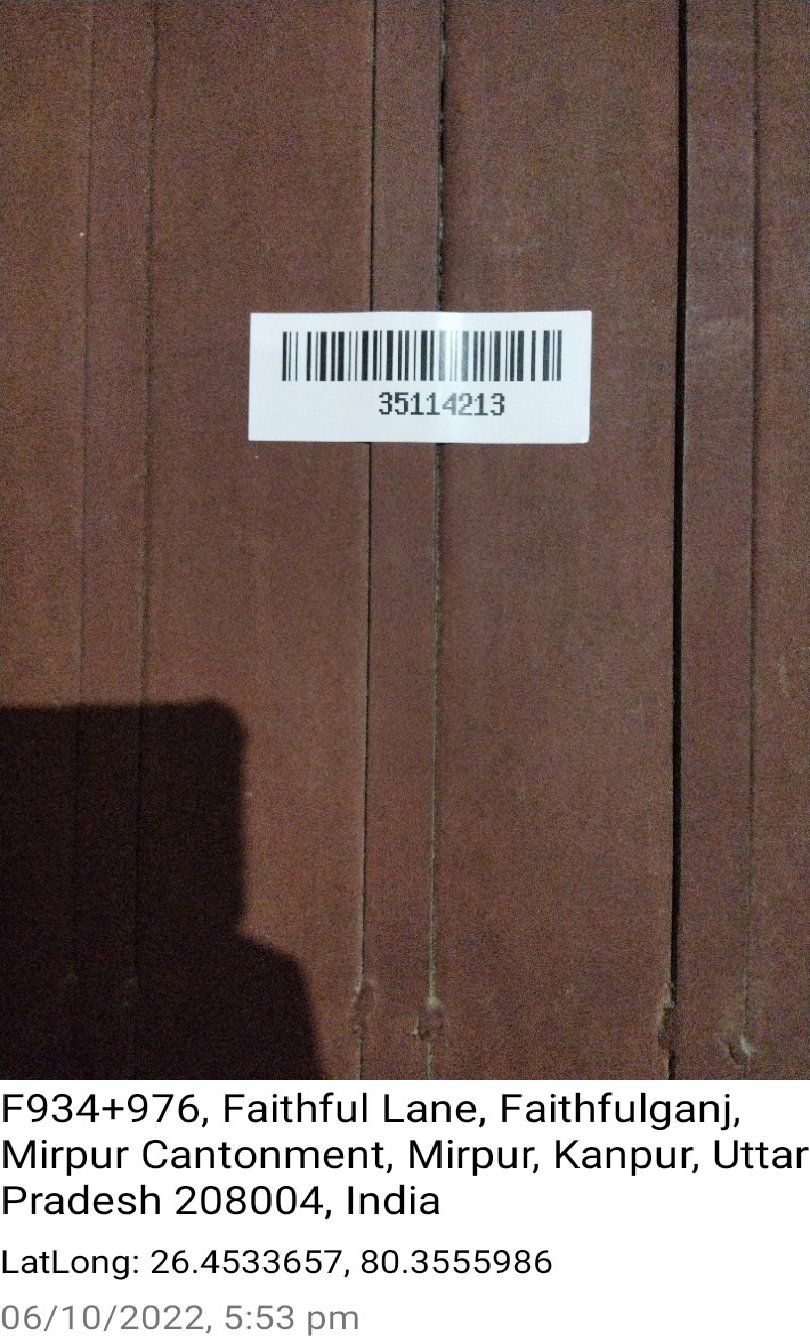 35114213
F934+976, Faithful Lane, Faithfulganj,
Mirpur Cantonment, Mirpur, Kanpur, Uttar
Pradesh 208004, India
LatLong: 26.4533657, 80.3555986
06/10/2022, 5:53 pm